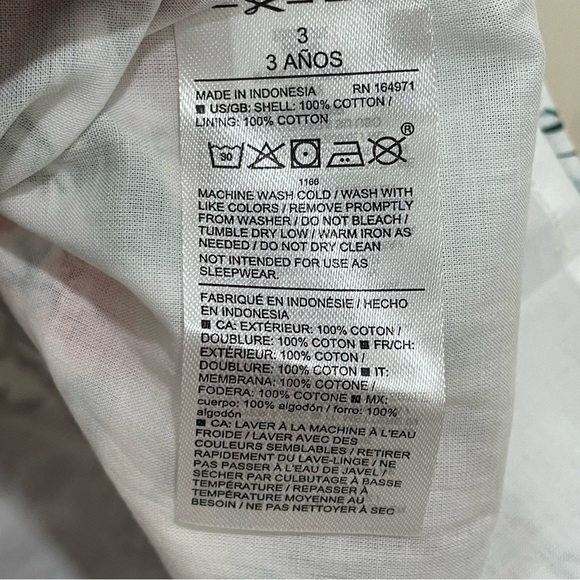 3
3 AÑOS
MADE IN INDONESIA RN 164971
US/GB: SHELL: 100% COTTON /
LINING: 100% COTTON
30
®
1166
MACHINE WASH COLD / WASH WITH
LIKE COLORS / REMOVE PROMPTLY
FROM WASHER / DO NOT BLEACH /
TUMBLE DRY LOW / WARM IRON AS
NEEDED / DO NOT DRY CLEAN
NOT INTENDED FOR USE AS
SLEEPWEAR.
FABRIQUÉ EN INDONÉSIE / HECHO
EN INDONESIA
CA: EXTÉRIEUR: 100% COTON /
DOUBLURE: 100% COTON FR/CH:
EXTÉRIEUR: 100% COTON /
DOUBLURE: 100% COTON IT:
MEMBRANA: 100% COTONE /
FODERA: 100% COTONE MX:
cuerpo: 100% algodón / forro: 100%
algodón
CA: LAVER À LA MACHINE À L'EAU
FROIDE / LAVER AVEC DES
COULEURS SEMBLABLES / RETIRER
RAPIDEMENT DU LAVE-LINGE / NE
PAS PASSER À L'EAU DE JAVEL /
SÉCHER PAR CULBUTAGE À BASSE
TEMPÉRATURE / REPASSER À
TEMPÉRATURE MOYENNE AU
BESOIN / NE PAS NETTOYER À SEC